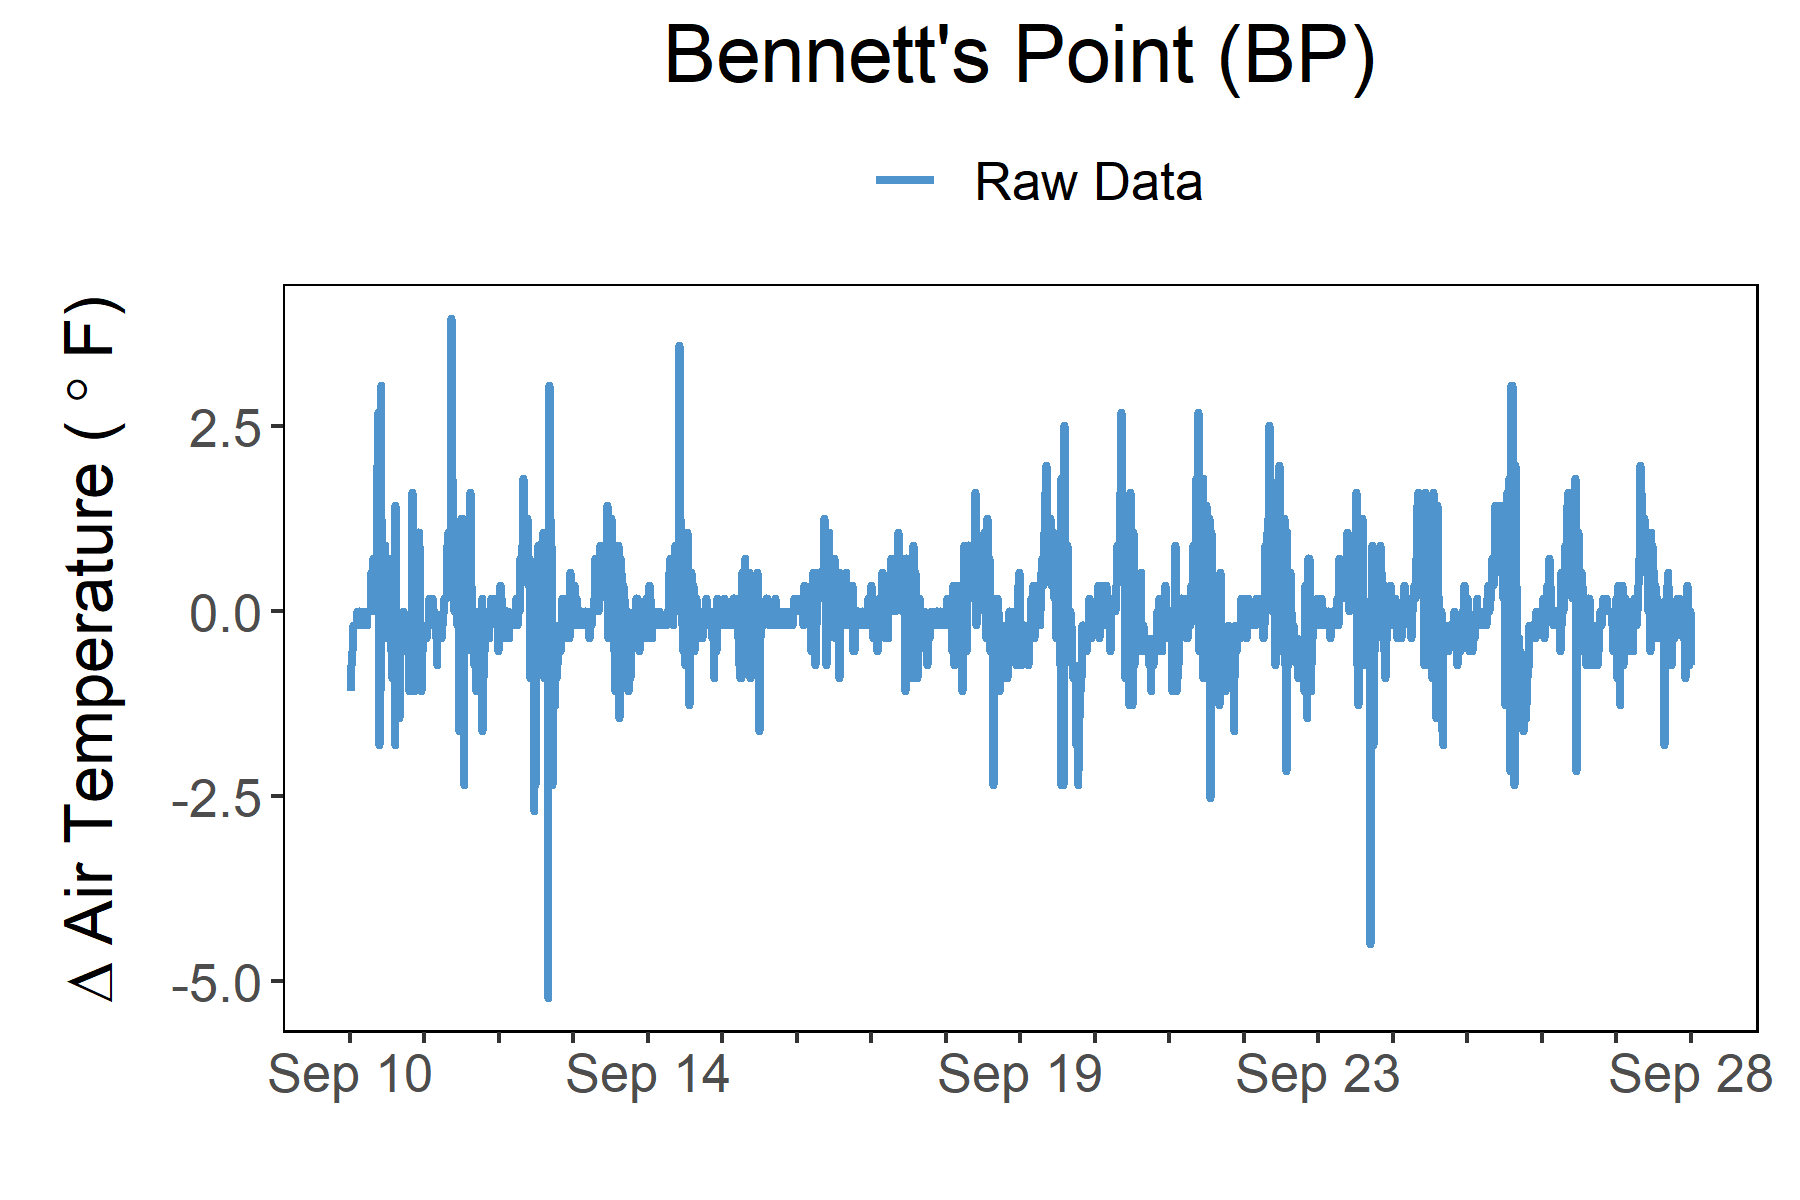 Bennett's Point (BP)
Raw Data
Δ Air Temperature ( ° F)
2.5
0.0
-2.5
-5.0
Sep 10 Sep 14 Sep 19 Sep 23 Sep 28